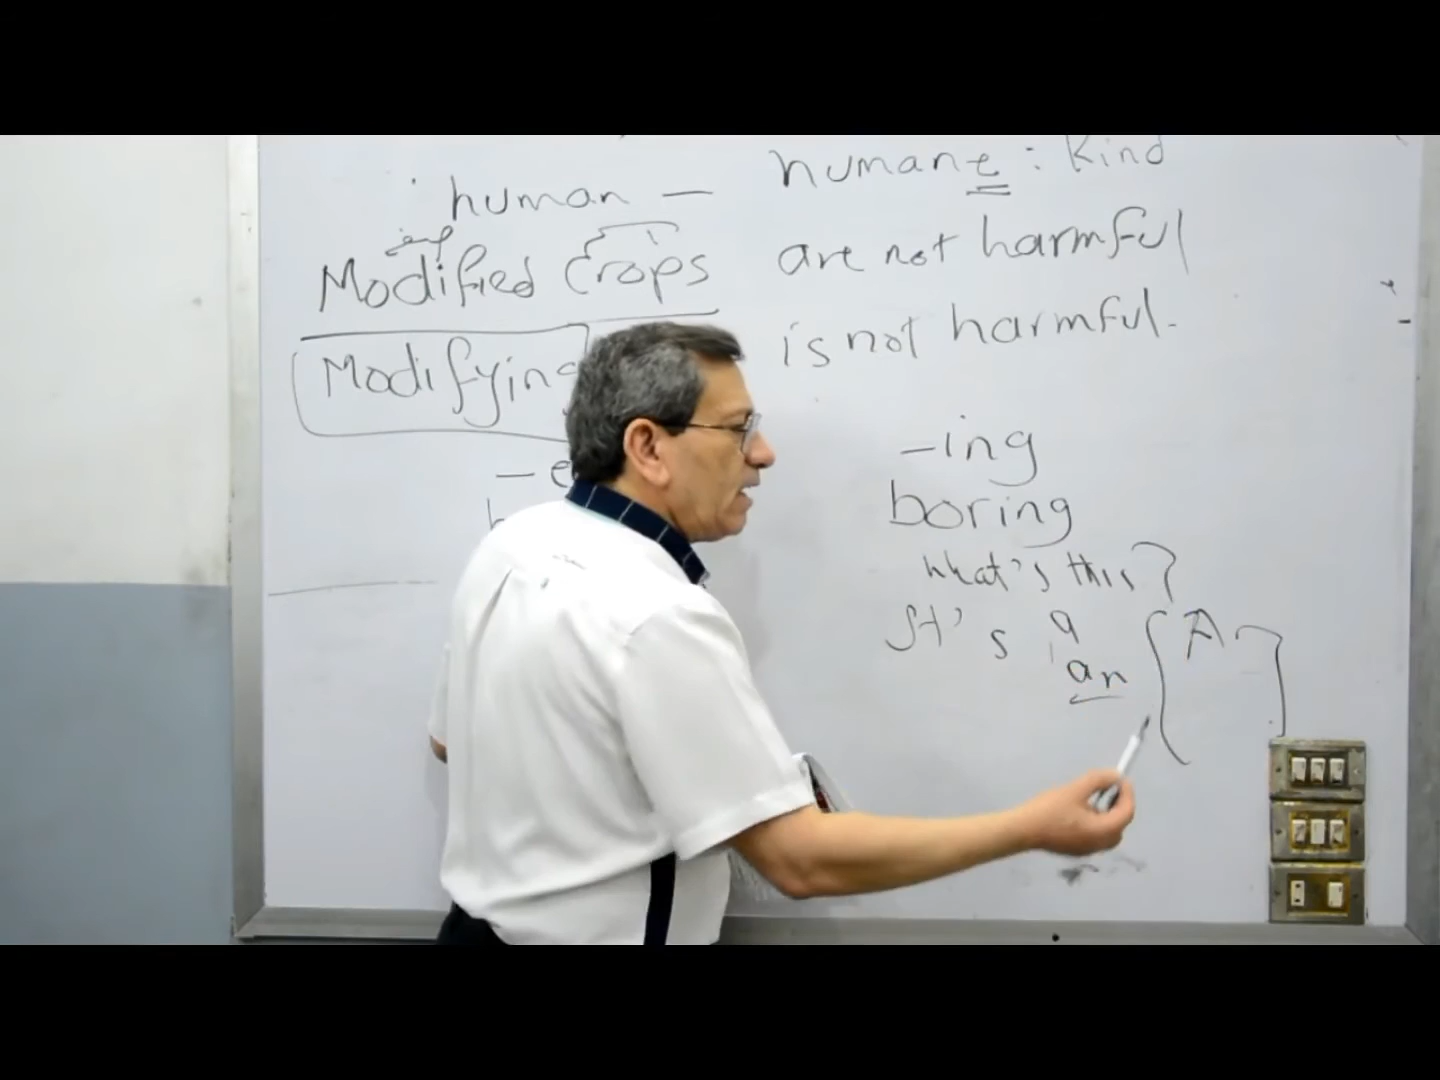 human — humane : Kind
Modified Crops are not harmful
Modifying is not harmful.
-e -ing
boring
What's this?
It's a
an
A